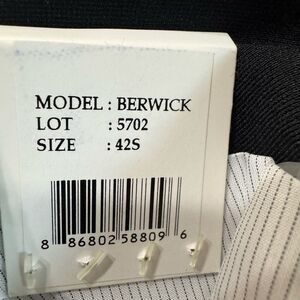 MODEL : BERWICK
LOT : 5702
SIZE : 42S
8 86802 58809 6